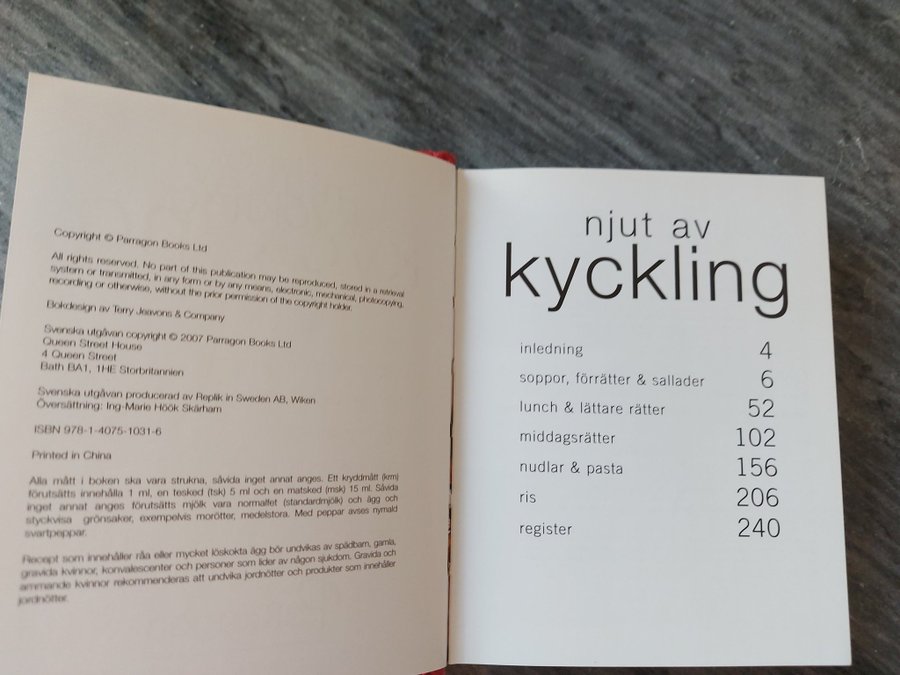 Copyright © Parragon Books Ltd
All rights reserved. No part of this publication may be reproduced, stored in a retrieval
system or transmitted, in any form or by any means, electronic, mechanical, photocopying,
recording or otherwise, without the prior permission of the copyright holder.
Bokdesign av Terry Jeavons & Company
Svenska utgåvan copyright © 2007 Parragon Books Ltd
Queen Street House
4 Queen Street
Bath BA1, 1HE Storbritannien
Svenska utgåvan producerad av Replik in Sweden AB, Wiken
Översättning: Ing-Marie Höök Skärham
ISBN 978-1-4075-1031-6
Printed in China
Alla mått i boken ska vara strukna, såvida inget annat anges. Ett kryddmått (krm)
förutsätts innehålla 1 ml, en tesked (tsk) 5 ml och en matsked (msk) 15 ml. Såvida
inget annat anges förutsätts mjölk vara normalfet (standardmjölk) och ägg och
styckvisa grönsaker, exempelvis morötter, medelstora. Med peppar avses nymald
svartpeppar.
Recept som innehåller råa eller mycket löskokta ägg bör undvikas av spädbarn, gamla,
gravida kvinnor, konvalescenter och personer som lider av någon sjukdom. Gravida och
ammande kvinnor rekommenderas att undvika jordnötter och produkter som innehåller
jordnötter.
njut av
kyckling
inledning 4
soppor, förrätter & sallader 6
lunch & lättare rätter 52
middagsrätter 102
nudlar & pasta 156
ris 206
register 240